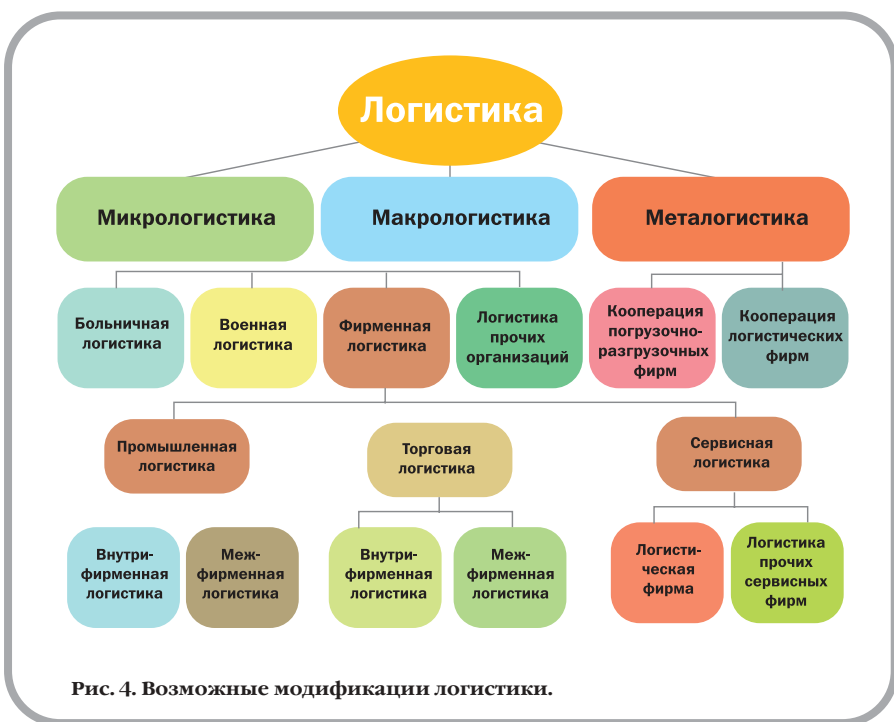 Логистика
Микрологистика
Макрологистика
Металогистика
Больничная
логистика
Военная
логистика
Фирменная
логистика
Логистика
прочих
организаций
Кооперация
погрузочно-
разгрузочных
фирм
Кооперация
логистических
фирм
Промышленная
логистика
Торговая
логистика
Сервисная
логистика
Внутри-
фирменная
логистика
Меж-
фирменная
логистика
Внутри-
фирменная
логистика
Меж-
фирменная
логистика
Логисти-
ческая
фирма
Логистика
прочих
сервисных
фирм
Рис. 4. Возможные модификации логистики.